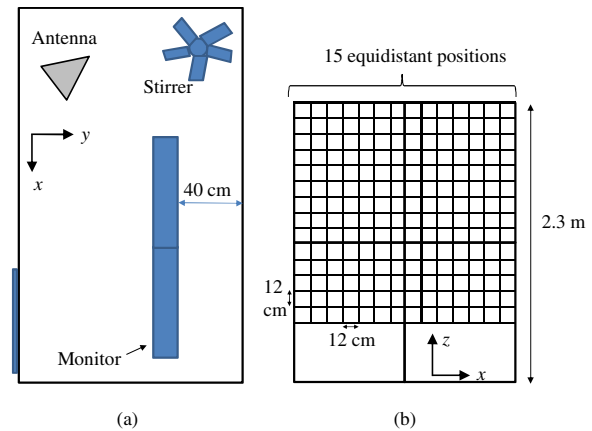 Antenna
Stirrer
y
x
40 cm
Monitor
(a)
15 equidistant positions
2.3 m
12
cm
12 cm
z
x
(b)